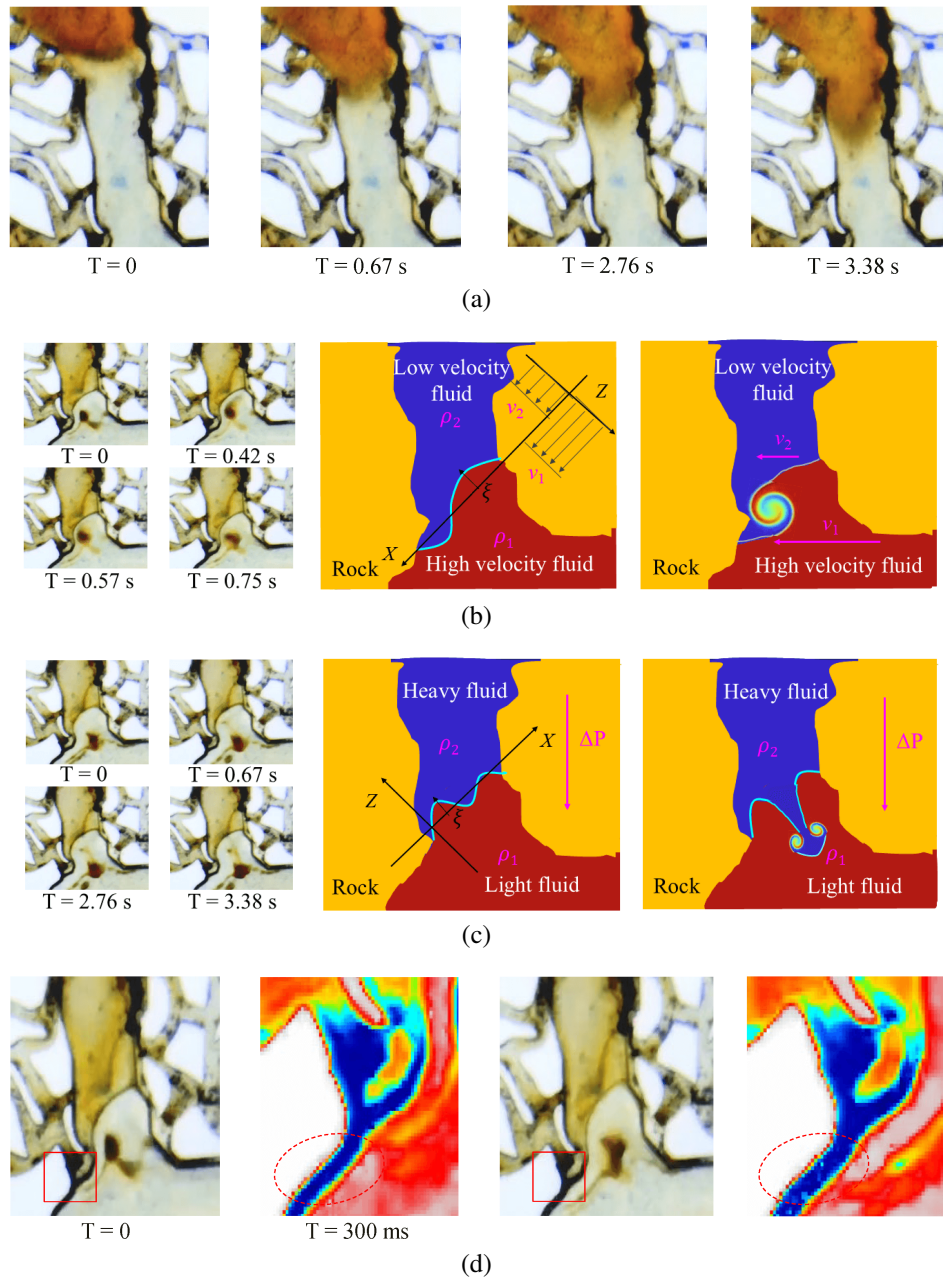 T = 0
T = 0.67 s
T = 2.76 s
T = 3.38 s
(a)
T = 0
T = 0.42 s
T = 0.57 s
T = 0.75 s
Low velocity
fluid
ρ₂
Z
v₂
v₁
ξ
X
ρ₁
Rock
High velocity fluid
Low velocity
fluid
v₂
v₁
Rock
High velocity fluid
(b)
T = 0
T = 0.67 s
T = 2.76 s
T = 3.38 s
Heavy fluid
ρ₂
X
ΔP
Z
ξ
ρ₁
Rock
Light fluid
Heavy fluid
ρ₂
ΔP
ρ₁
Rock
Light fluid
(c)
T = 0
T = 300 ms
(d)